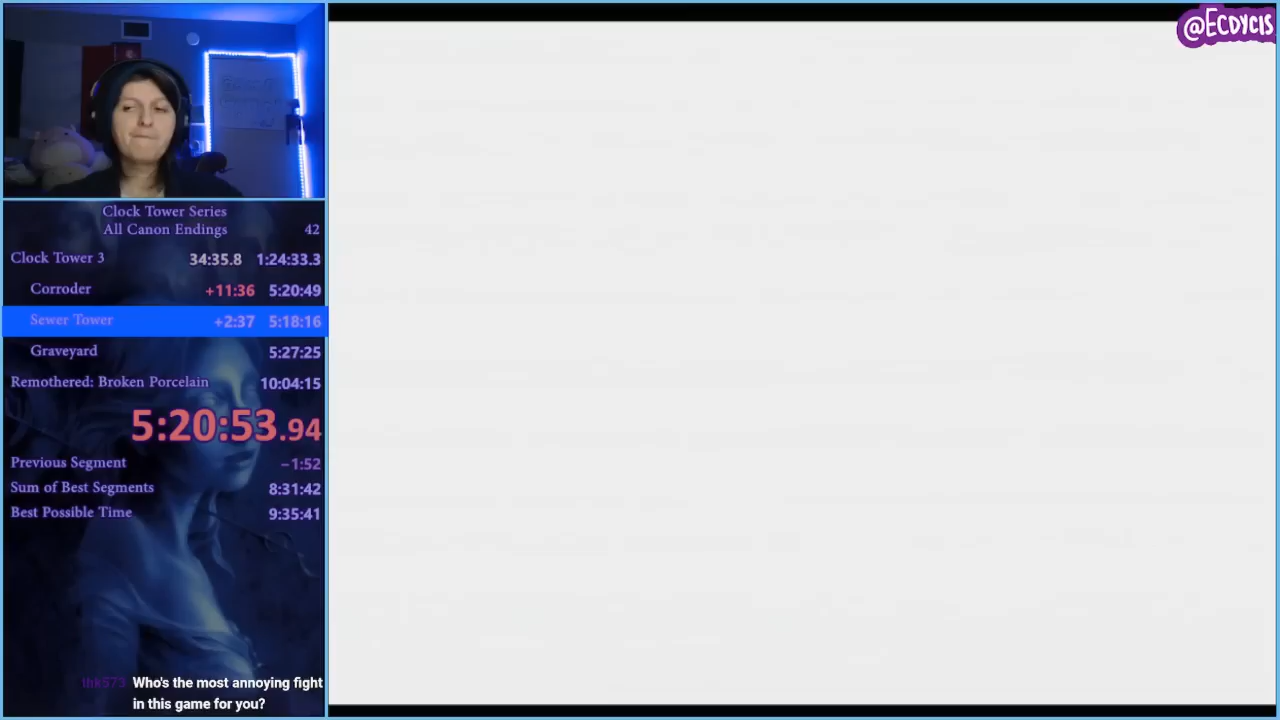 @ECDYCIS
Clock Tower Series
All Canon Endings 42
Clock Tower 3 34:35.8 1:24:33.3
Corroder +11:36 5:20:49
Sewer Tower +2:37 5:18:16
Graveyard 5:27:25
Remothered: Broken Porcelain 10:04:15
5:20:53.94
Previous Segment −1:52
Sum of Best Segments 8:31:42
Best Possible Time 9:35:41
thk573 Who's the most annoying fight
in this game for you?